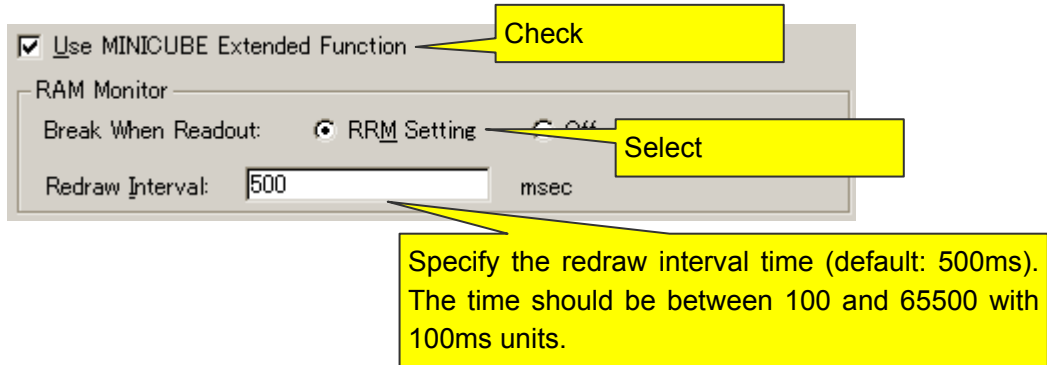 Use MINICUBE Extended Function
Check
RAM Monitor
Break When Readout: RRM Setting
Select
Redraw Interval: 500 msec
Specify the redraw interval time (default: 500ms).
The time should be between 100 and 65500 with
100ms units.